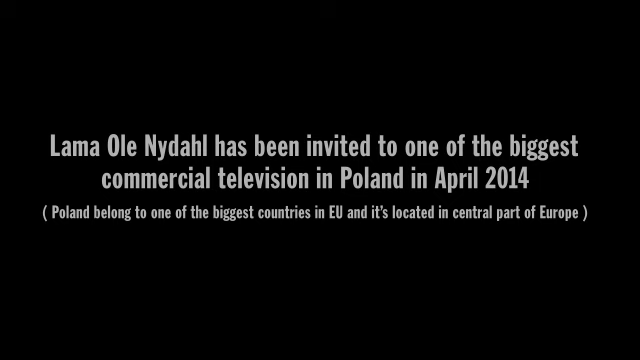 Lama Ole Nydahl has been invited to one of the biggest
commercial television in Poland in April 2014
( Poland belong to one of the biggest countries in EU and it's located in central part of Europe )